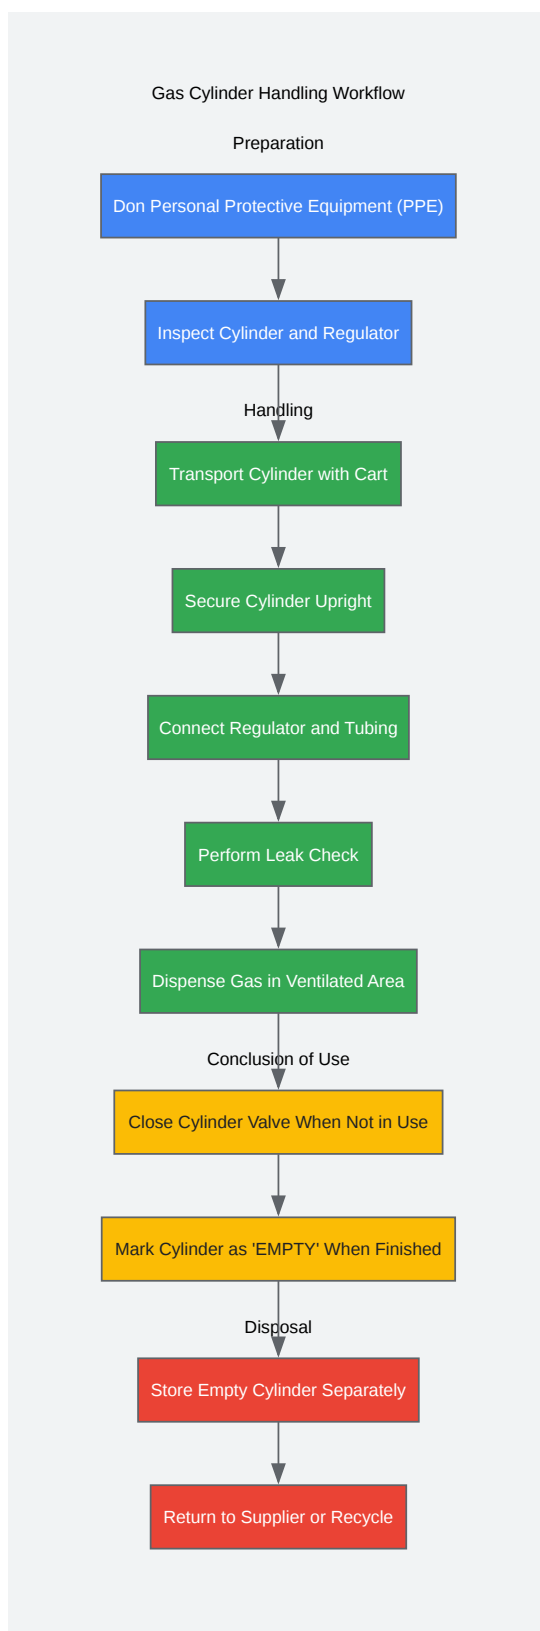 Gas Cylinder Handling Workflow
Preparation
Don Personal Protective Equipment (PPE)
Inspect Cylinder and Regulator
Handling
Transport Cylinder with Cart
Secure Cylinder Upright
Connect Regulator and Tubing
Perform Leak Check
Dispense Gas in Ventilated Area
Conclusion of Use
Close Cylinder Valve When Not in Use
Mark Cylinder as 'EMPTY' When Finished
Disposal
Store Empty Cylinder Separately
Return to Supplier or Recycle